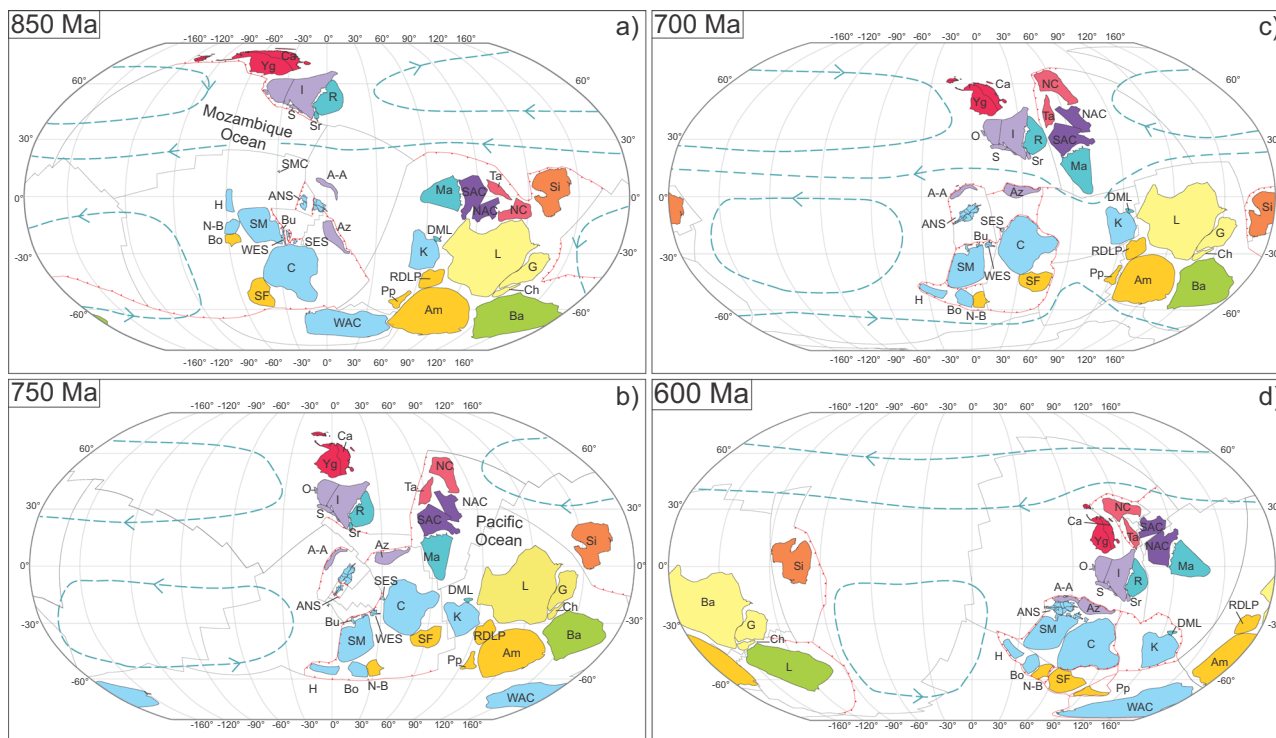 850 Ma
a)
-160° -120° -90° -60° -30° 0° 30° 60° 90° 120° 160°
Ca
Yg
60°
60°
I
R
S
Sr
Mozambique
Ocean
30°
30°
SMC
A-A
Ma
SAC
Ta
Si
ANS
NAC
NC
0°
0°
H
SM
Bu
Az
DML
N-B
Bo
WES
SES
K
L
-30°
-30°
C
G
RDLP
SF
Pp
Ch
-60°
-60°
WAC
Am
Ba
-160° -120° -90° -60° -30° 0° 30° 60° 90° 120° 160°
700 Ma
c)
-160° -120° -90° -60° -30° 0° 30° 60° 90° 120° 160°
60°
60°
Ca
NC
Yg
Ta
NAC
O
I
R
SAC
30°
30°
S
Sr
Ma
A-A
Az
0°
0°
DML
Si
ANS
SES
K
L
Bu
C
G
RDLP
-30°
-30°
SM
WES
Ch
Pp
H
SF
Am
Ba
Bo
N-B
-60°
-60°
-160° -120° -90° -60° -30° 0° 30° 60° 90° 120° 160°
750 Ma
b)
-160° -120° -90° -60° -30° 0° 30° 60° 90° 120° 160°
Ca
60°
60°
Yg
NC
O
I
Ta
NAC
30°
30°
S
R
SAC
Pacific
Ocean
Sr
Si
A-A
Az
Ma
0°
0°
SES
DML
L
G
ANS
C
K
Ch
Bu
-30°
-30°
SM
WES
SF
RDLP
Ba
Pp
Am
H
Bo
N-B
-60°
-60°
WAC
-160° -120° -90° -60° -30° 0° 30° 60° 90° 120° 160°
600 Ma
d)
-160° -120° -90° -60° -30° 0° 30° 60° 90° 120° 160°
60°
60°
30°
30°
NC
Ca
SAC
Yg
Ta
NAC
Si
O
I
R
Ma
0°
0°
S
Sr
Ba
A-A
ANS
Az
RDLP
G
DML
-30°
-30°
Ch
SM
C
K
H
L
Am
Bo
N-B
SF
Pp
-60°
-60°
WAC
-160° -120° -90° -60° -30° 0° 30° 60° 90° 120° 160°